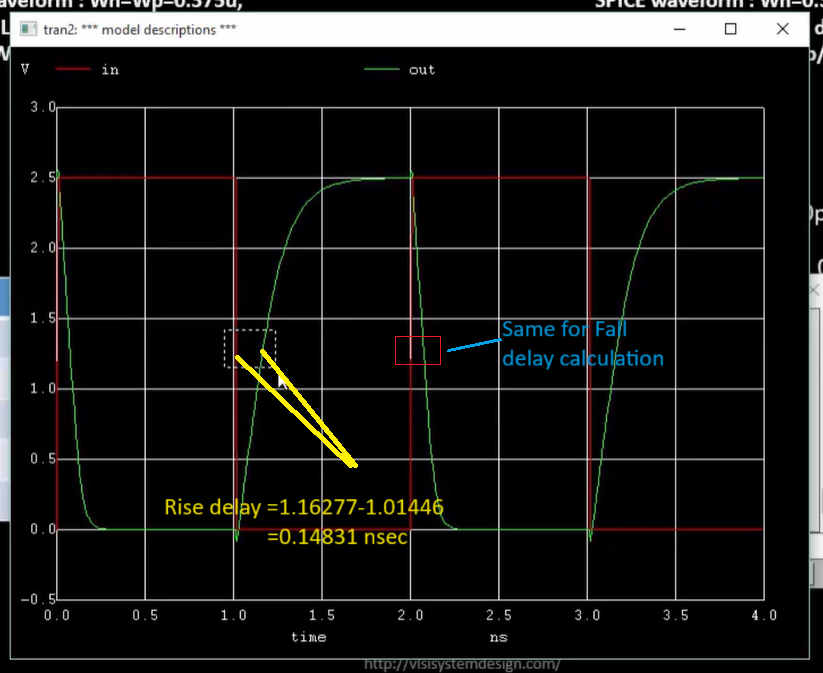 aveform : Wn=Wp=0.375u,
SPICE waveform : Wn=0.
tran2: *** model descriptions ***
V in out
3.0
2.5
2.0
1.5
1.0
0.5
0.0
-0.5
Same for Fall
delay calculation
Rise delay =1.16277-1.01446
=0.14831 nsec
0.0 0.5 1.0 1.5 2.0 2.5 3.0 3.5 4.0
time ns
http://vlsisystemdesign.com/